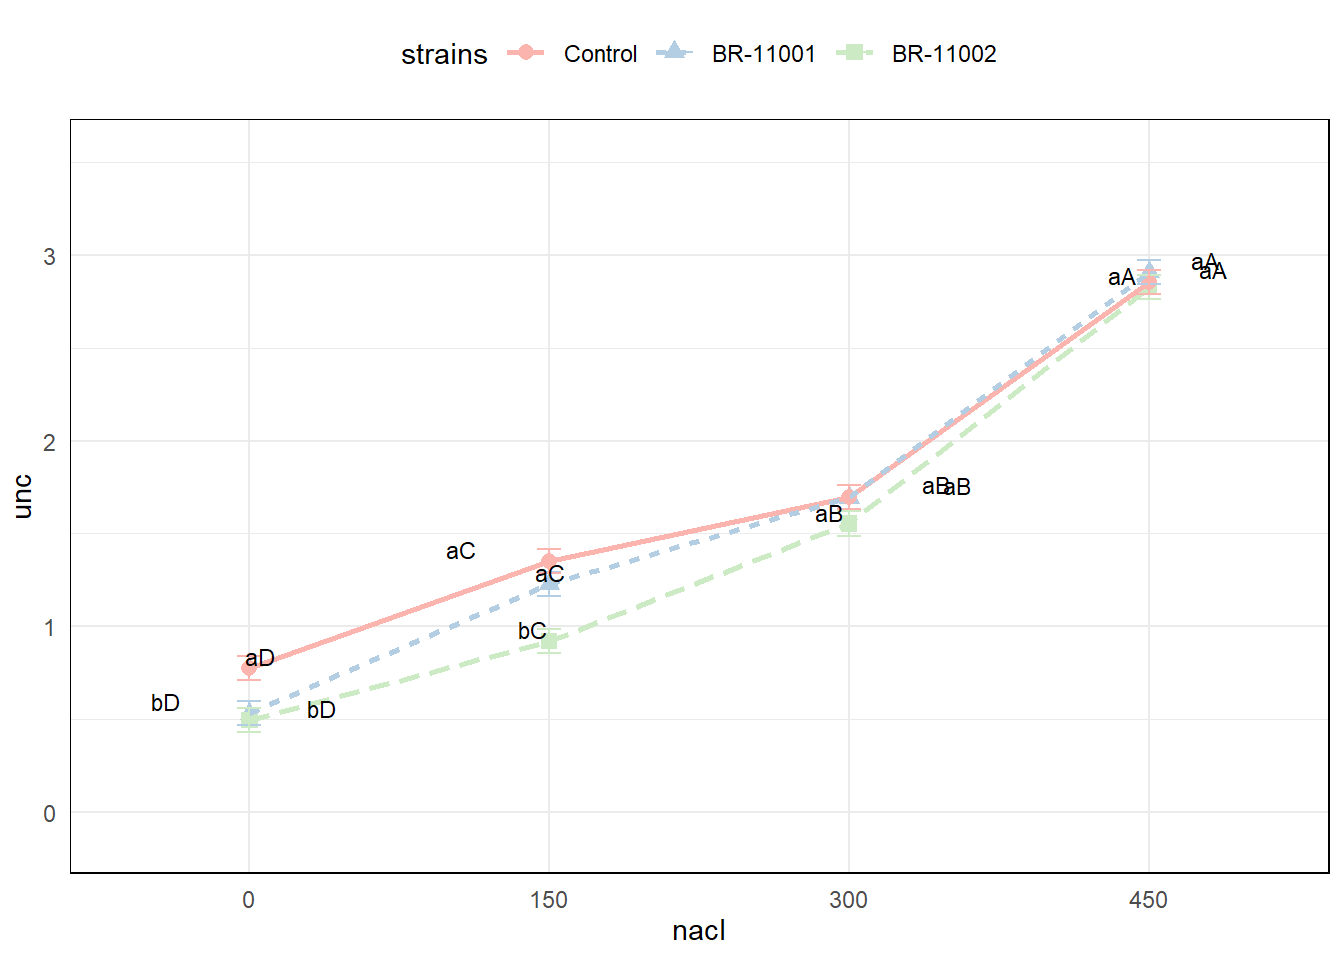 strains Control BR-11001 BR-11002
3
2
1
0
unc
aA
aA
aA
aB aB
aB
aC
aC
bC
aD
bD
bD
0 150 300 450
nacl